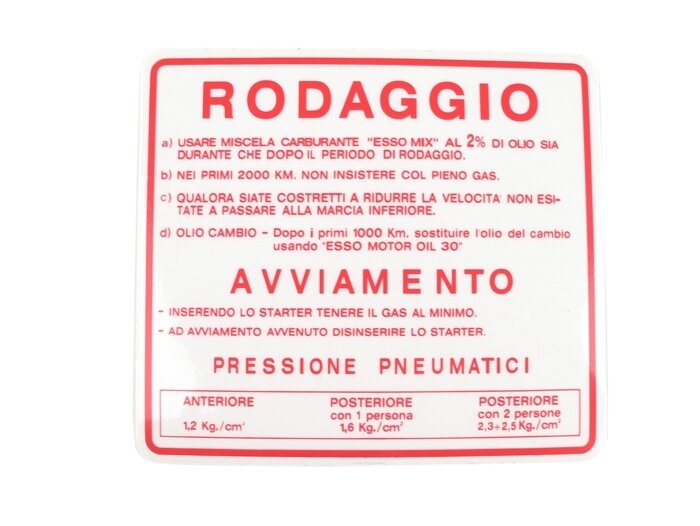 RODAGGIO
a) USARE MISCELA CARBURANTE "ESSO MIX" AL 2% DI OLIO SIA
DURANTE CHE DOPO IL PERIODO DI RODAGGIO.
b) NEI PRIMI 2000 KM. NON INSISTERE COL PIENO GAS.
c) QUALORA SIATE COSTRETTI A RIDURRE LA VELOCITA' NON ESI-
TATE A PASSARE ALLA MARCIA INFERIORE.
d) OLIO CAMBIO - Dopo i primi 1000 Km. sostituire l'olio del cambio
usando "ESSO MOTOR OIL 30"
AVVIAMENTO
- INSERENDO LO STARTER TENERE IL GAS AL MINIMO.
- AD AVVIAMENTO AVVENUTO DISINSERIRE LO STARTER.
PRESSIONE PNEUMATICI
ANTERIORE
1,2 Kg./cm²
POSTERIORE
con 1 persona
1,6 Kg./cm²
POSTERIORE
con 2 persone
2,3÷2,5 Kg./cm²